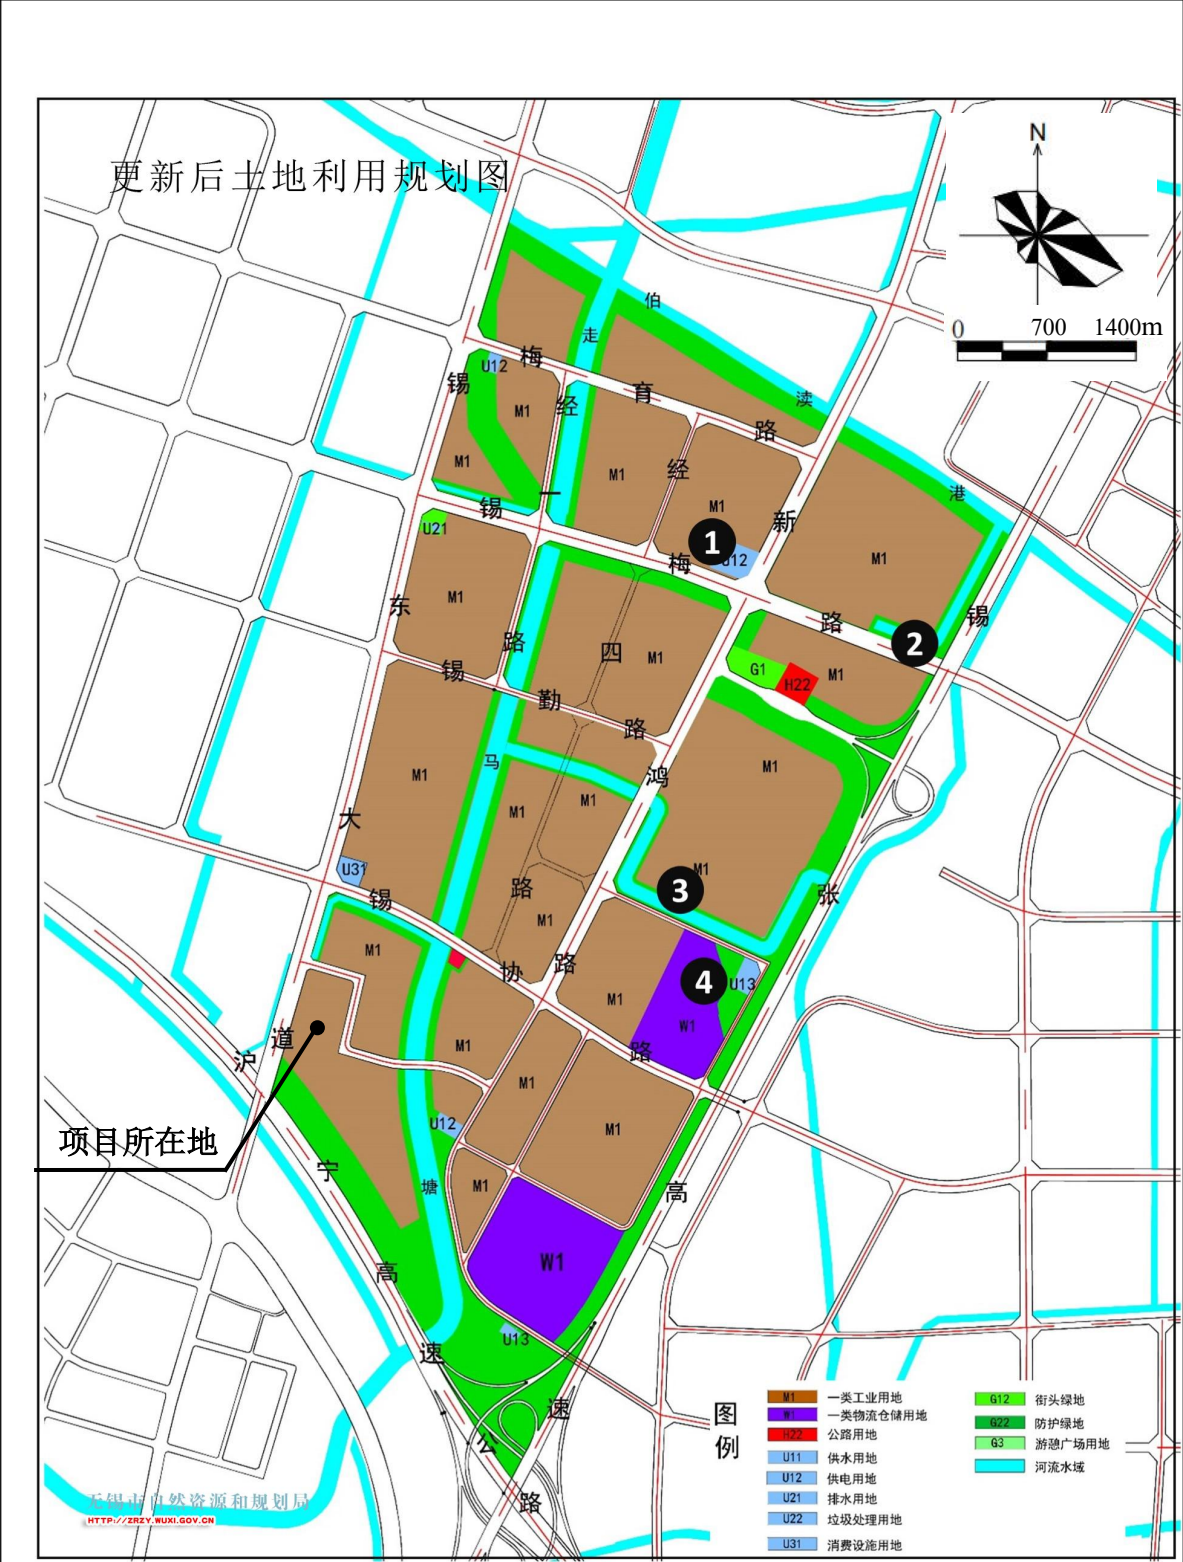 更新后土地利用规划图
N
0 700 1400m
伯
走
梅
U12
锡
M1
经
育
渎
路
M1
M1
经
M1
港
锡
一
新
U21
1
U12
M1
梅
M1
东
锡
路
2
路
四
M1
G1
H22
M1
锡
勤
路
马
鸿
M1
M1
M1
M1
大
U31
M1
3
锡
路
张
M1
M1
协
路
4
U13
M1
W1
道
沪
M1
路
M1
U12
M1
项目所在地
宁
塘
M1
高
W1
高
U13
速
速
公
路
图例
M1 一类工业用地
W1 一类物流仓储用地
H22 公路用地
U11 供水用地
U12 供电用地
U21 排水用地
U22 垃圾处理用地
U31 消费设施用地
G12 街头绿地
G22 防护绿地
G3 游憩广场用地
河流水域
无锡市自然资源和规划局
HTTP://ZRZY.WUXI.GOV.CN